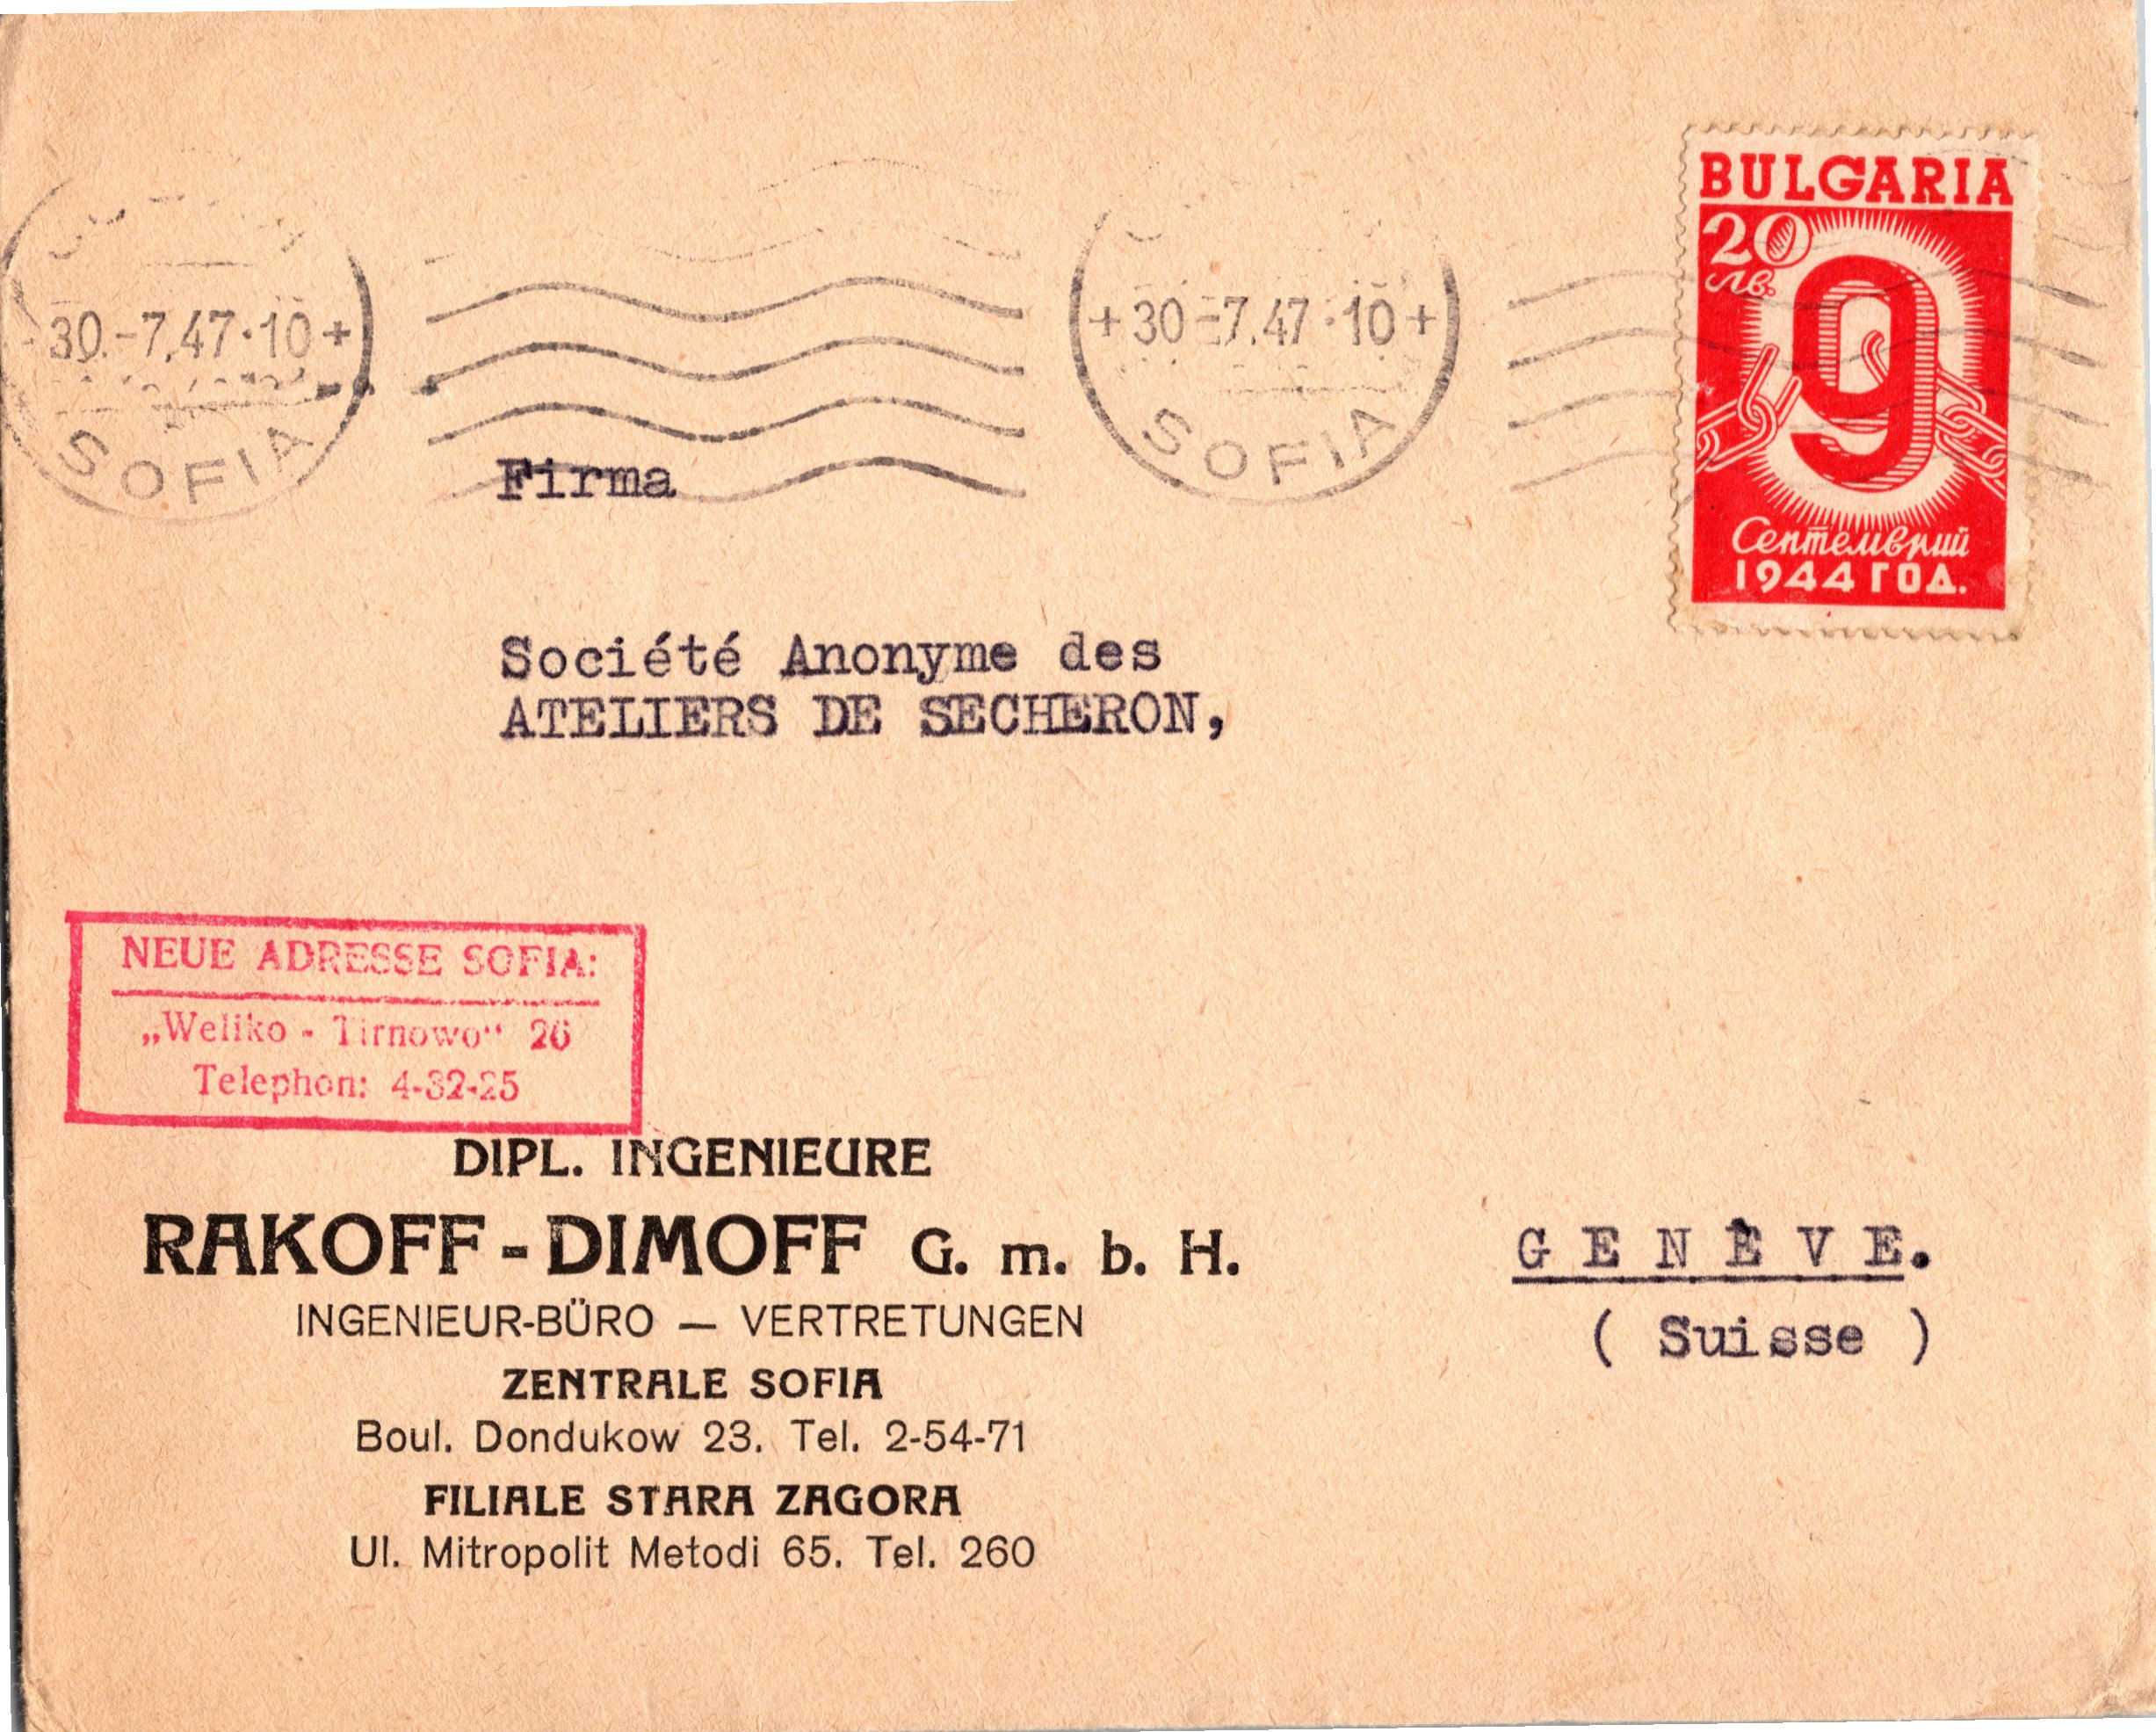 BULGARIA
20
лв.
9
Септемврий
1944 ГОД.
30.-7.47·10+
SOFIA
+30-7.47·10+
SOFIA
Firma
Société Anonyme des
ATELIERS DE SECHERON,
NEUE ADRESSE SOFIA:
„Weliko - Tirnowo“ 26
Telephon: 4-32-25
DIPL. INGENIEURE
RAKOFF - DIMOFF G. m. b. H.
INGENIEUR-BÜRO — VERTRETUNGEN
ZENTRALE SOFIA
Boul. Dondukow 23. Tel. 2-54-71
FILIALE STARA ZAGORA
Ul. Mitropolit Metodi 65. Tel. 260
GENÈVE.
( Suisse )